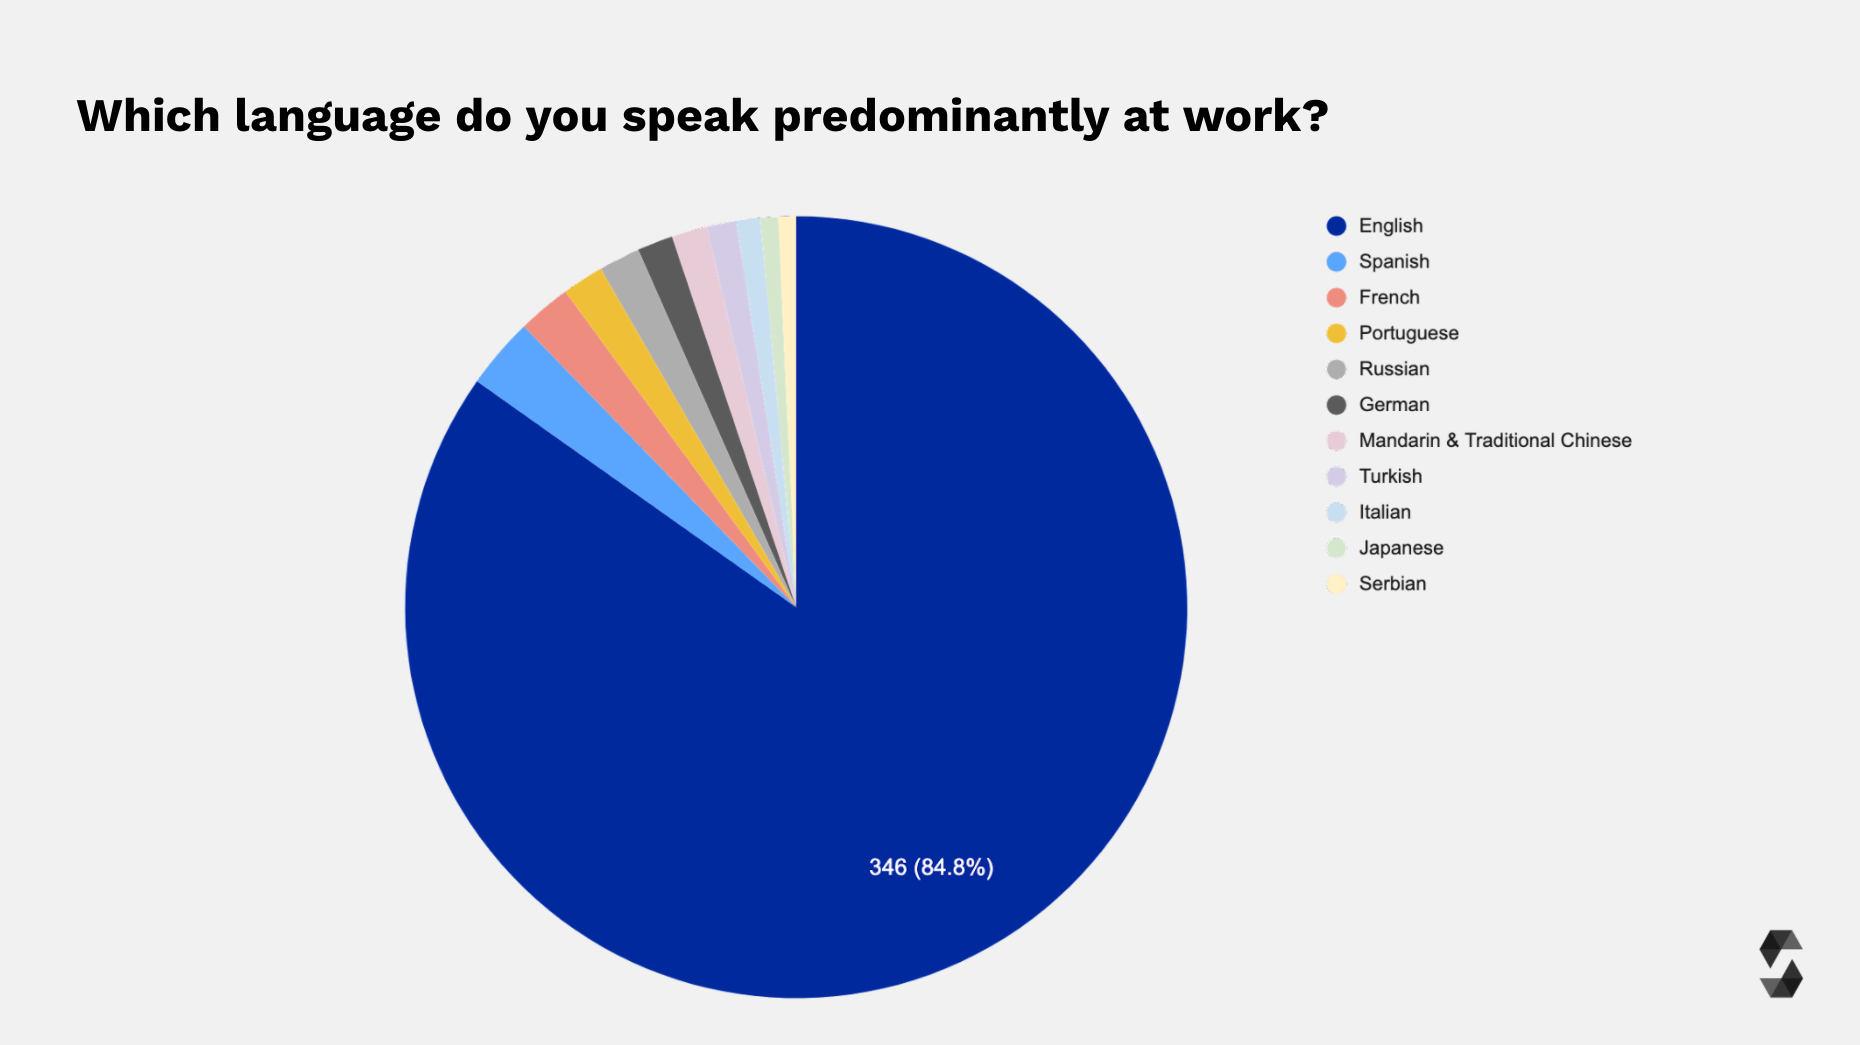 Which language do you speak predominantly at work?
English
Spanish
French
Portuguese
Russian
German
Mandarin & Traditional Chinese
Turkish
Italian
Japanese
Serbian
346 (84.8%)